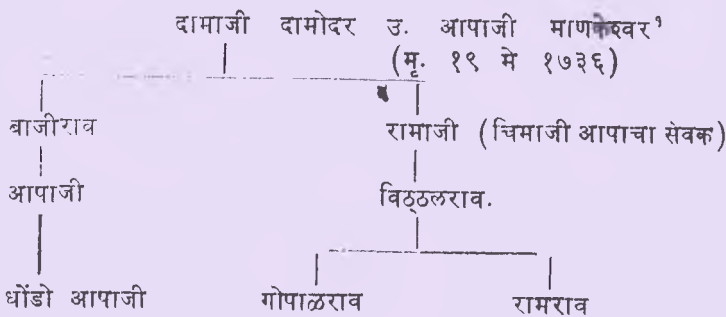 दामाजी दामोदर उ. आपाजी माणकेश्वर¹
(मृ. १९ मे १७३६)
बाजीराव रामाजी (चिमाजी आपाचा सेवक)
आपाजी विठ्ठलराव.
धोंडो आपाजी गोपाळराव रामराव